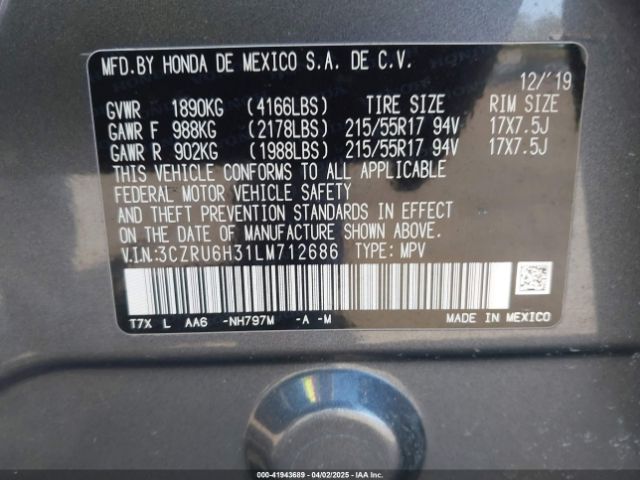 MFD.BY HONDA DE MEXICO S.A. DE C.V.
12/'19
GVWR 1890KG (4166LBS) TIRE SIZE RIM SIZE
GAWR F 988KG (2178LBS) 215/55R17 94V 17X7.5J
GAWR R 902KG (1988LBS) 215/55R17 94V 17X7.5J
THIS VEHICLE CONFORMS TO ALL APPLICABLE
FEDERAL MOTOR VEHICLE SAFETY
AND THEFT PREVENTION STANDARDS IN EFFECT
ON THE DATE OF MANUFACTURE SHOWN ABOVE.
V.I.N:3CZRU6H31LM712686 TYPE: MPV
T7X L AA6 -NH797M -A -M MADE IN MEXICO
000-41943689 04/02/2025 - IAAI.COM